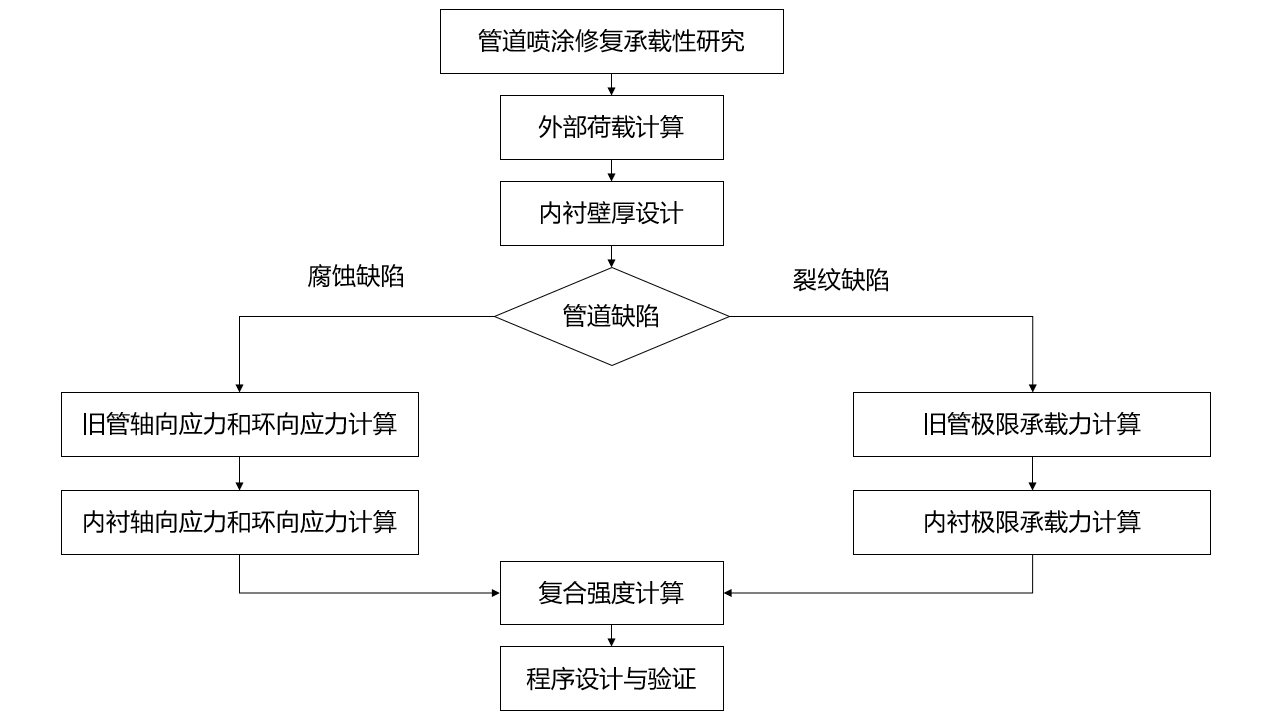 管道喷涂修复承载性研究
外部荷载计算
内衬壁厚设计
腐蚀缺陷
裂纹缺陷
管道缺陷
旧管轴向应力和环向应力计算
旧管极限承载力计算
内衬轴向应力和环向应力计算
内衬极限承载力计算
复合强度计算
程序设计与验证